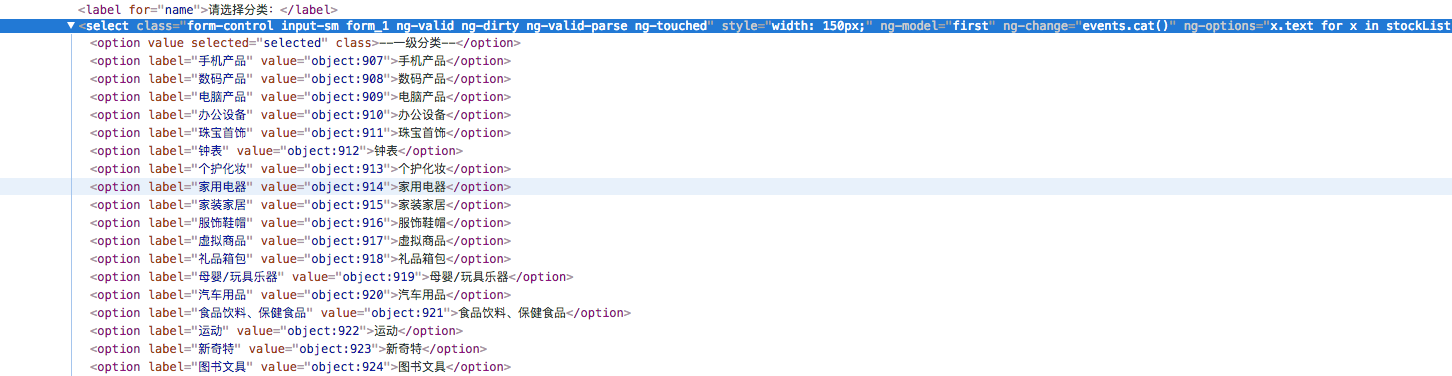 <label for="name">请选择分类：</label>
▼<select class="form-control input-sm form_1 ng-valid ng-dirty ng-valid-parse ng-touched" style="width: 150px;" ng-model="first" ng-change="events.cat()" ng-options="x.text for x in stockList
<option value selected="selected" class>--一级分类--</option>
<option label="手机产品" value="object:907">手机产品</option>
<option label="数码产品" value="object:908">数码产品</option>
<option label="电脑产品" value="object:909">电脑产品</option>
<option label="办公设备" value="object:910">办公设备</option>
<option label="珠宝首饰" value="object:911">珠宝首饰</option>
<option label="钟表" value="object:912">钟表</option>
<option label="个护化妆" value="object:913">个护化妆</option>
<option label="家用电器" value="object:914">家用电器</option>
<option label="家装家居" value="object:915">家装家居</option>
<option label="服饰鞋帽" value="object:916">服饰鞋帽</option>
<option label="虚拟商品" value="object:917">虚拟商品</option>
<option label="礼品箱包" value="object:918">礼品箱包</option>
<option label="母婴/玩具乐器" value="object:919">母婴/玩具乐器</option>
<option label="汽车用品" value="object:920">汽车用品</option>
<option label="食品饮料、保健食品" value="object:921">食品饮料、保健食品</option>
<option label="运动" value="object:922">运动</option>
<option label="新奇特" value="object:923">新奇特</option>
<option label="图书文具" value="object:924">图书文具</option>